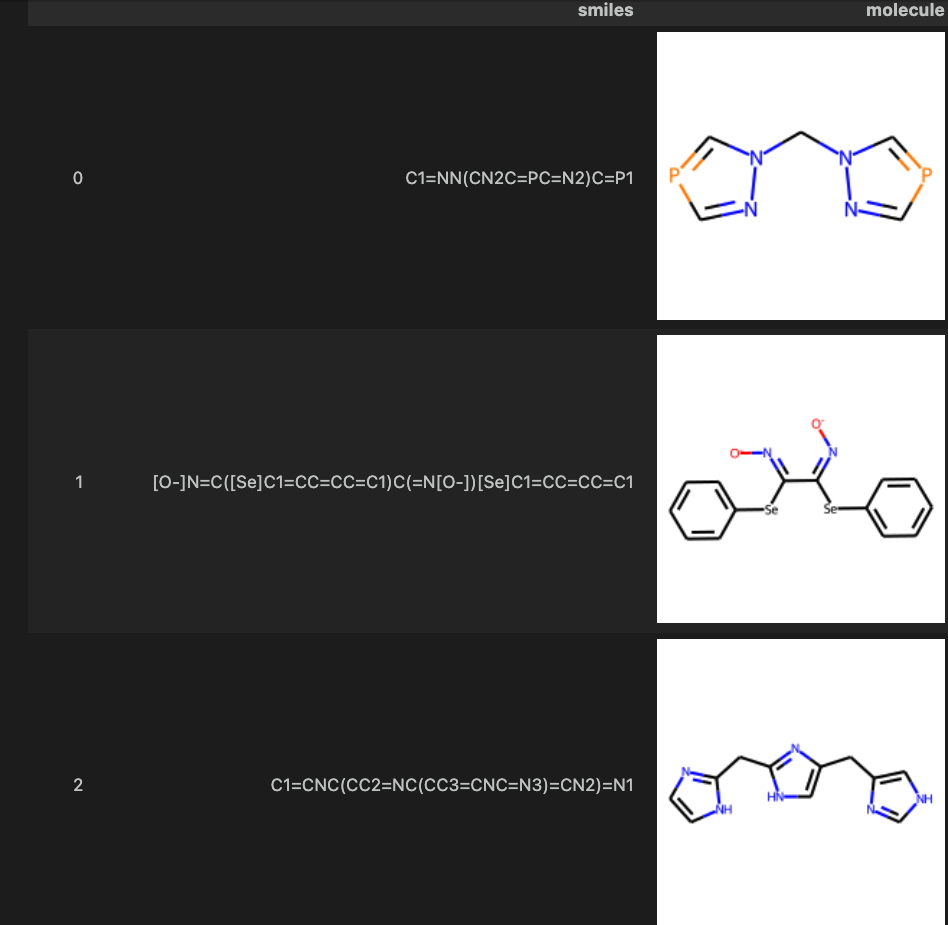 smiles molecule
0 C1=NN(CN2C=PC=N2)C=P1
P N N P
N N
1 [O-]N=C([Se]C1=CC=CC=C1)C(=N[O-])[Se]C1=CC=CC=C1
O-
O- N N
Se Se
2 C1=CNC(CC2=NC(CC3=CNC=N3)=CN2)=N1
N
N
HN NH
NH N